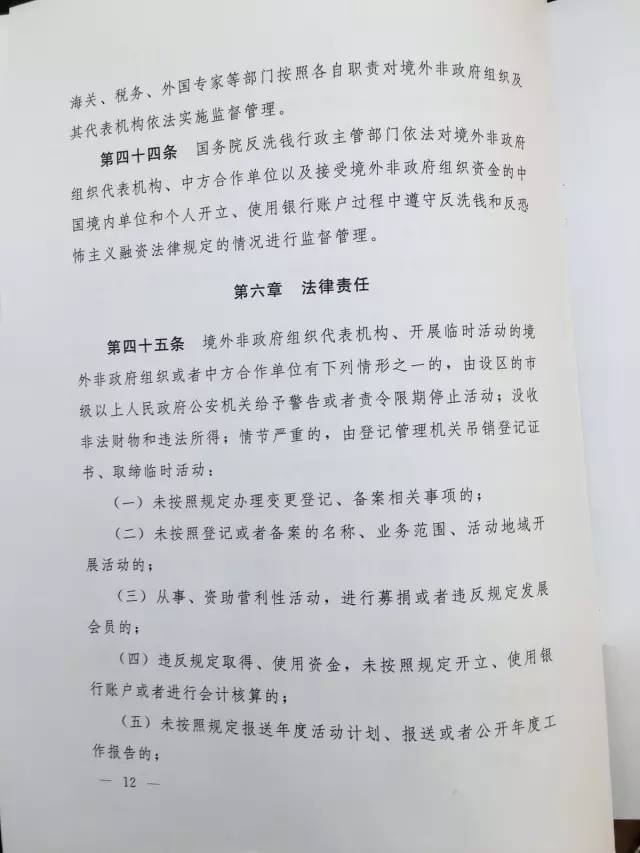 海关、税务、外国专家等部门按照各自职责对境外非政府组织及
其代表机构依法实施监督管理。
第四十四条 国务院反洗钱行政主管部门依法对境外非政府
组织代表机构、中方合作单位以及接受境外非政府组织资金的中
国境内单位和个人开立、使用银行账户过程中遵守反洗钱和反恐
怖主义融资法律规定的情况进行监督管理。
第六章 法律责任
第四十五条 境外非政府组织代表机构、开展临时活动的境
外非政府组织或者中方合作单位有下列情形之一的，由设区的市
级以上人民政府公安机关给予警告或者责令限期停止活动；没收
非法财物和违法所得；情节严重的，由登记管理机关吊销登记证
书、取缔临时活动：
（一）未按照规定办理变更登记、备案相关事项的；
（二）未按照登记或者备案的名称、业务范围、活动地域开
展活动的；
（三）从事、资助营利性活动，进行募捐或者违反规定发展
会员的；
（四）违反规定取得、使用资金，未按照规定开立、使用银
行账户或者进行会计核算的；
（五）未按照规定报送年度活动计划、报送或者公开年度工
作报告的；
— 12 —